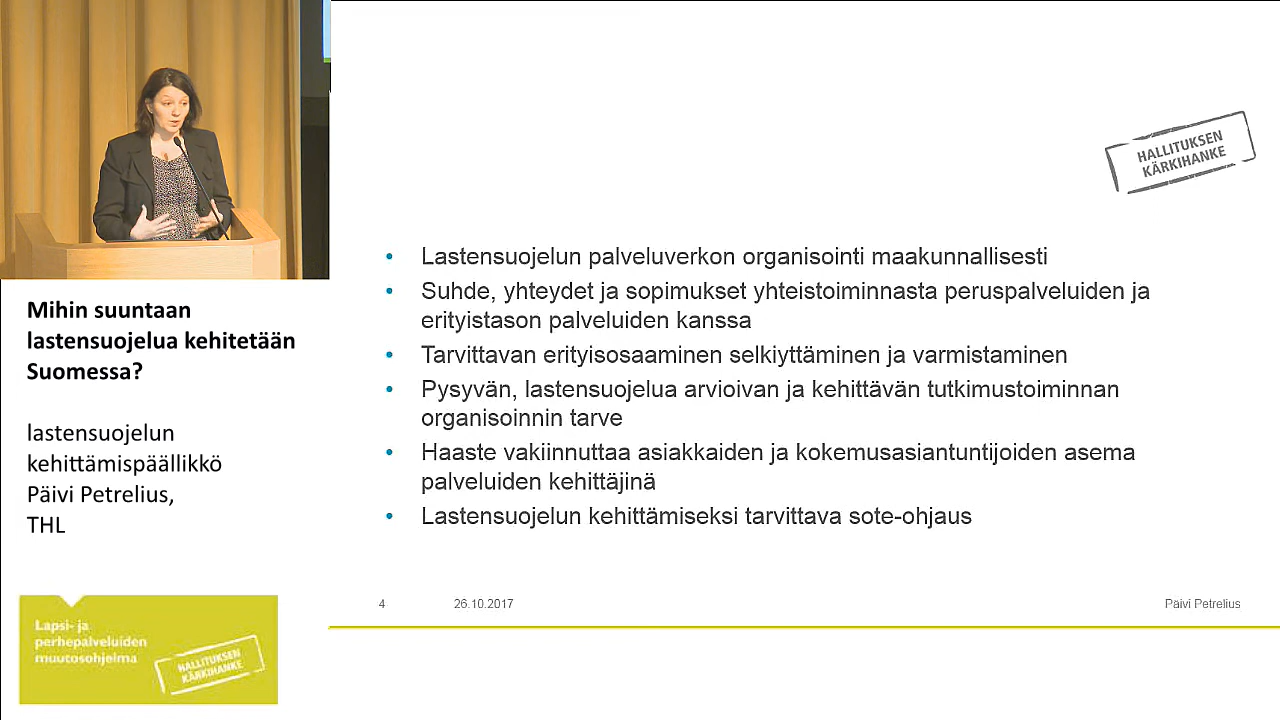 Mihin suuntaan
lastensuojelua kehitetään
Suomessa?
lastensuojelun
kehittämispäällikkö
Päivi Petrelius,
THL
Lapsi- ja
perhepalveluiden
muutosohjelma
HALLITUKSEN
KÄRKIHANKE
HALLITUKSEN
KÄRKIHANKE
• Lastensuojelun palveluverkon organisointi maakunnallisesti
• Suhde, yhteydet ja sopimukset yhteistoiminnasta peruspalveluiden ja
erityistason palveluiden kanssa
• Tarvittavan erityisosaaminen selkiyttäminen ja varmistaminen
• Pysyvän, lastensuojelua arvioivan ja kehittävän tutkimustoiminnan
organisoinnin tarve
• Haaste vakiinnuttaa asiakkaiden ja kokemusasiantuntijoiden asema
palveluiden kehittäjinä
• Lastensuojelun kehittämiseksi tarvittava sote-ohjaus
4 26.10.2017 Päivi Petrelius